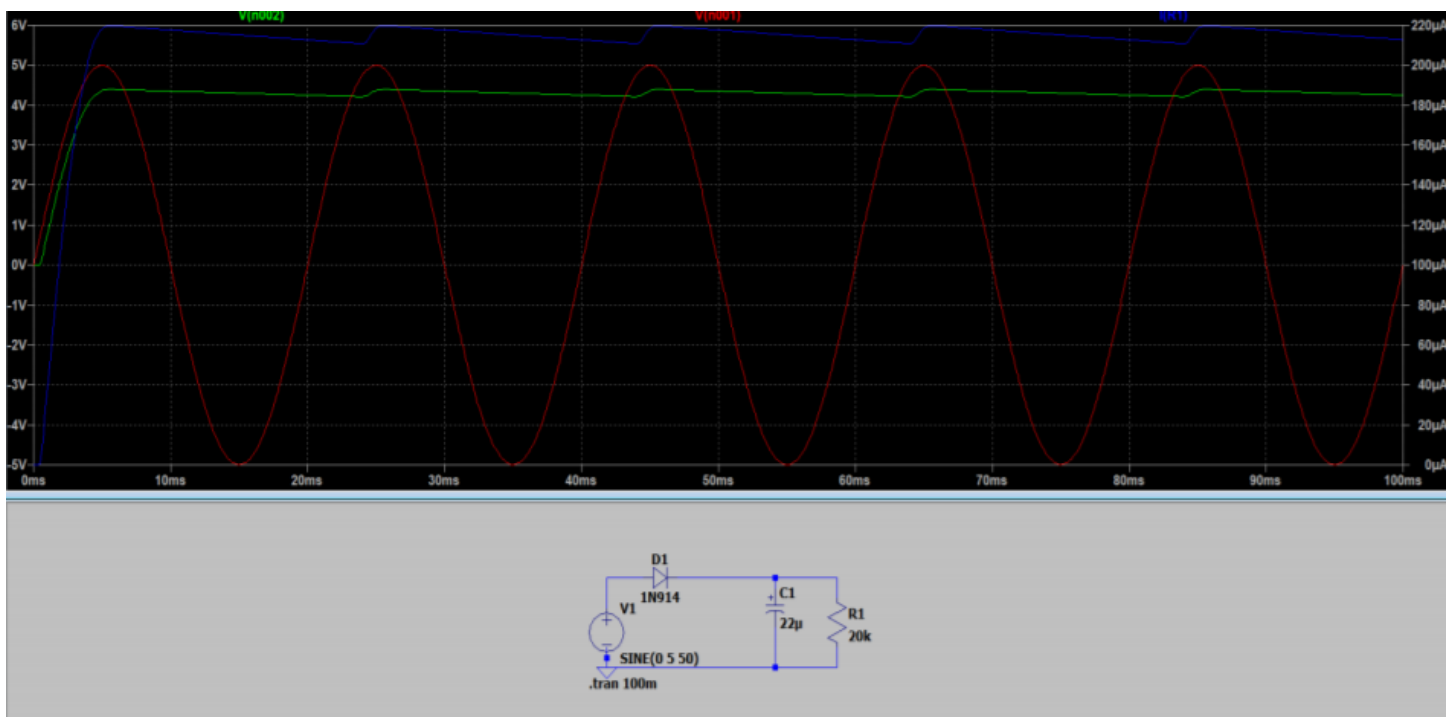 V(n002) V(n001) I(R1)
6V 220µA
5V 200µA
4V 180µA
3V 160µA
2V 140µA
1V 120µA
0V 100µA
-1V 80µA
-2V 60µA
-3V 40µA
-4V 20µA
-5V 0µA
0ms 10ms 20ms 30ms 40ms 50ms 60ms 70ms 80ms 90ms 100ms
D1
1N914
V1
C1
22µ
R1
20k
SINE(0 5 50)
.tran 100m